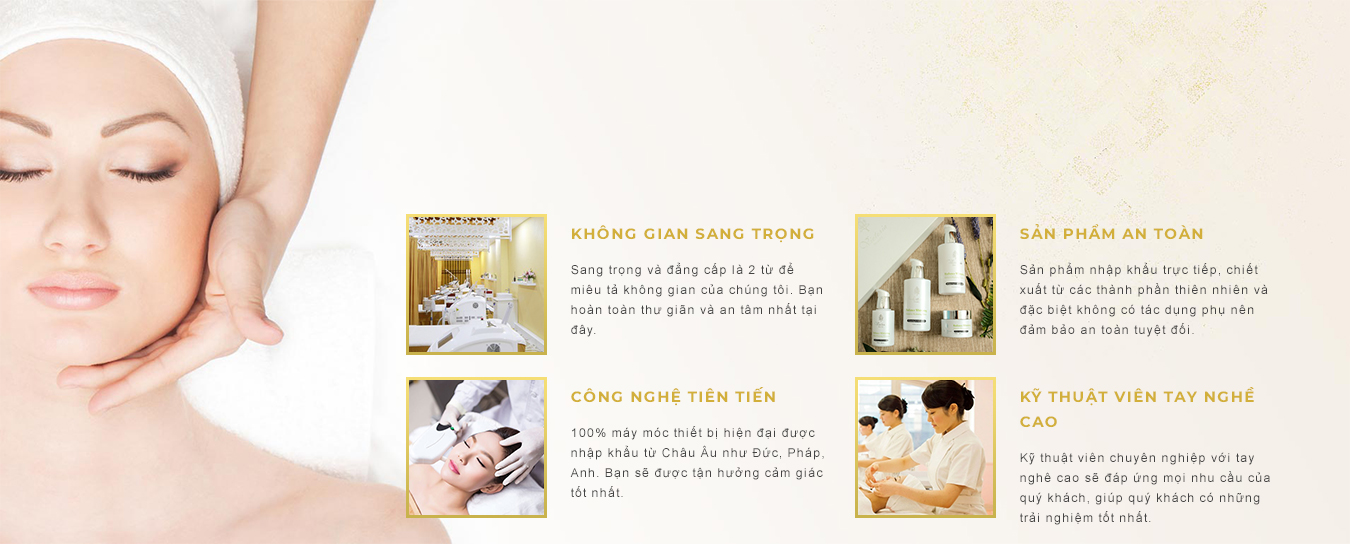 KHÔNG GIAN SANG TRỌNG
Sang trọng và đẳng cấp là 2 từ để
miêu tả không gian của chúng tôi. Bạn
hoàn toàn thư giãn và an tâm nhất tại
đây.
SẢN PHẨM AN TOÀN
Sản phẩm nhập khẩu trực tiếp, chiết
xuất từ các thành phần thiên nhiên và
đặc biệt không có tác dụng phụ nên
đảm bảo an toàn tuyệt đối.
CÔNG NGHỆ TIÊN TIẾN
100% máy móc thiết bị hiện đại được
nhập khẩu từ Châu Âu như Đức, Pháp,
Anh. Bạn sẽ được tận hưởng cảm giác
tốt nhất.
KỸ THUẬT VIÊN TAY NGHỀ
CAO
Kỹ thuật viên chuyên nghiệp với tay
nghề cao sẽ đáp ứng mọi nhu cầu của
quý khách, giúp quý khách có những
trải nghiệm tốt nhất.